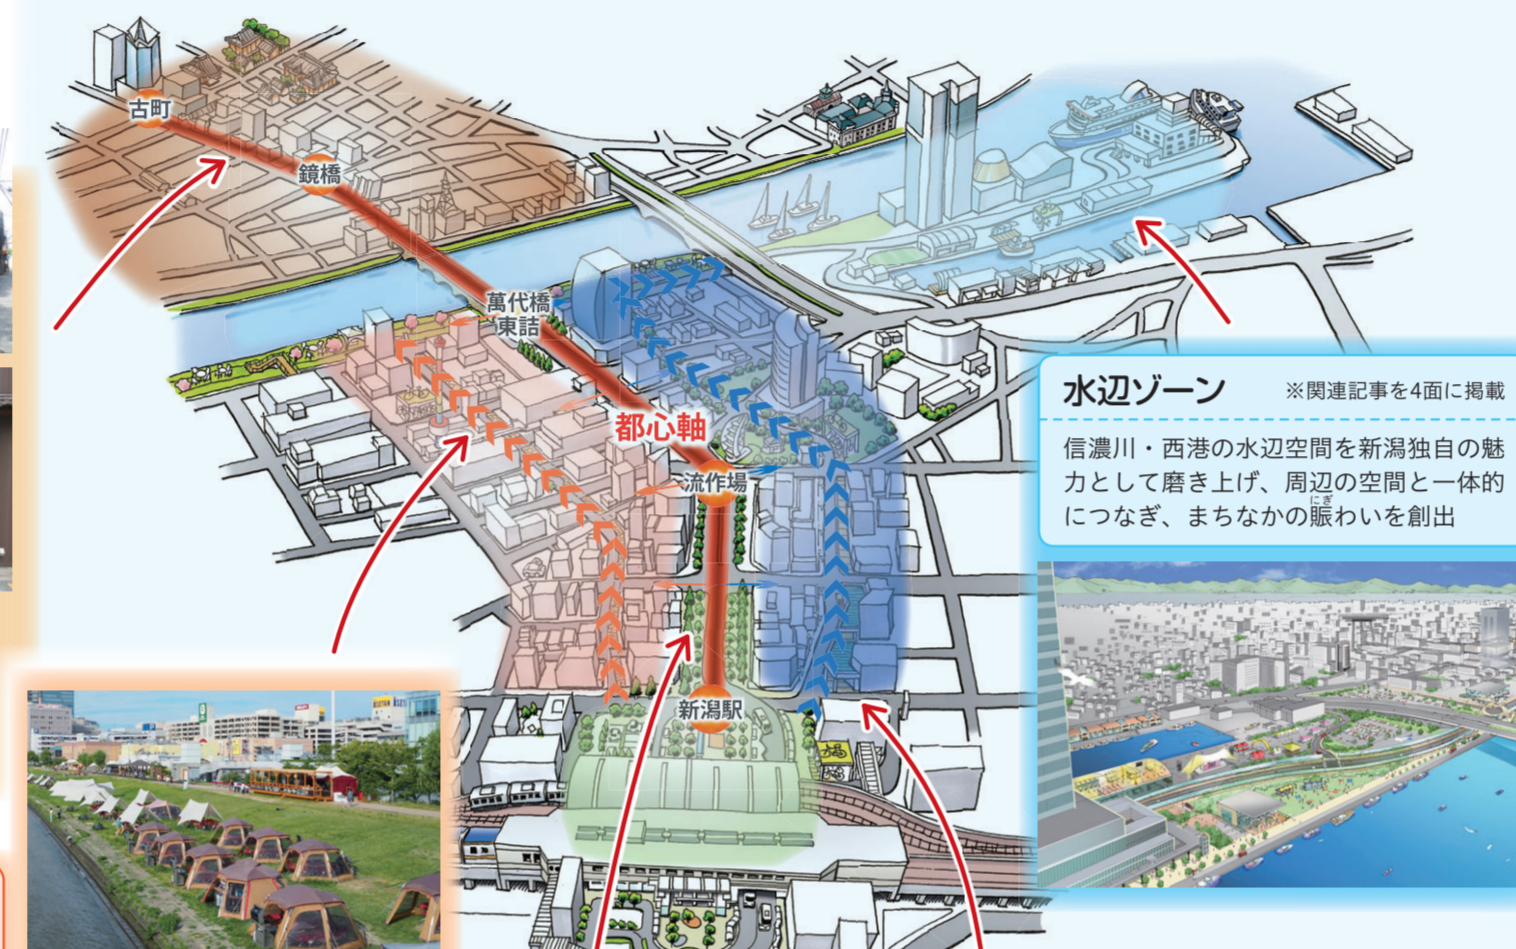 古町
鏡橋
萬代橋
東詰
都心軸
流作場
新潟駅
水辺ゾーン
※関連記事を4面に掲載
信濃川・西港の水辺空間を新潟独自の魅
力として磨き上げ、周辺の空間と一体的
にぎ
につなぎ、まちなかの賑わいを創出